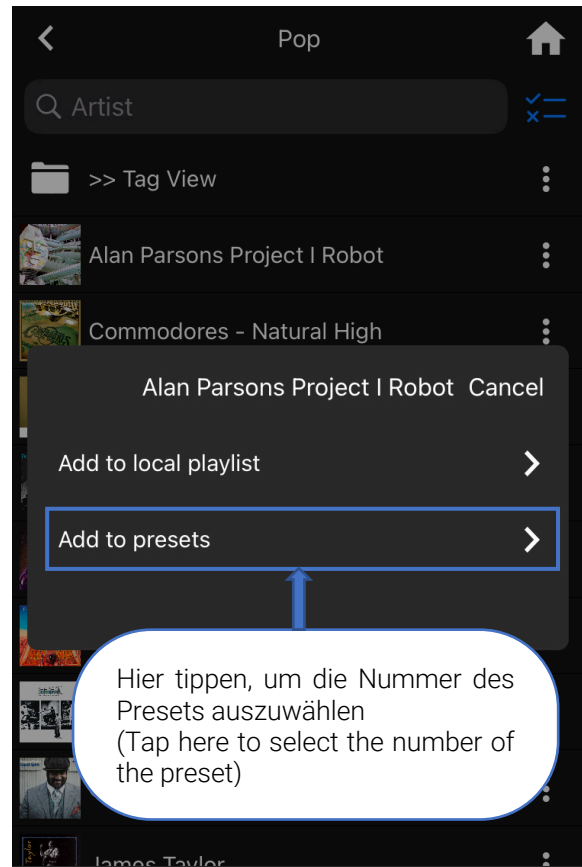 Pop
Artist
>> Tag View
Alan Parsons Project I Robot
Commodores - Natural High
Alan Parsons Project I Robot Cancel
Add to local playlist
Add to presets
Hier tippen, um die Nummer des
Presets auszuwählen
(Tap here to select the number of
the preset)
James Taylor